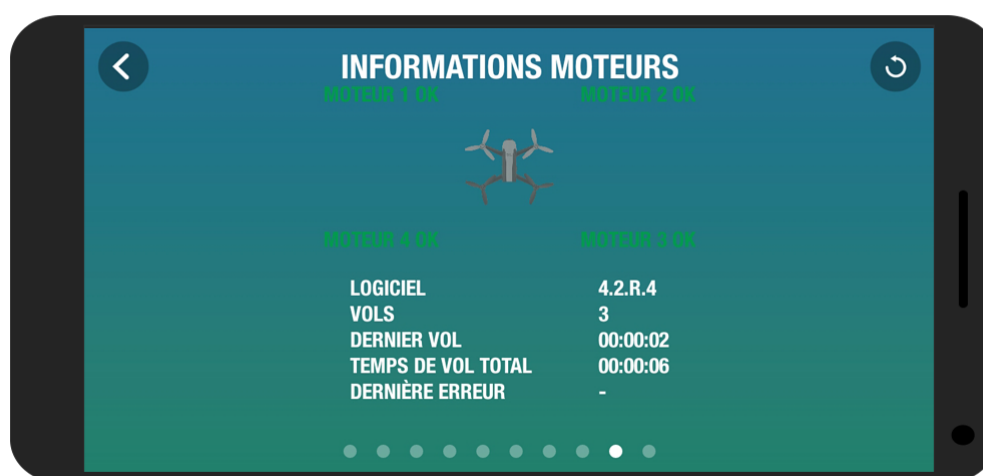 INFORMATIONS MOTEURS
MOTEUR 1 OK MOTEUR 2 OK
MOTEUR 4 OK MOTEUR 3 OK
LOGICIEL 4.2.R.4
VOLS 3
DERNIER VOL 00:00:02
TEMPS DE VOL TOTAL 00:00:06
DERNIÈRE ERREUR -